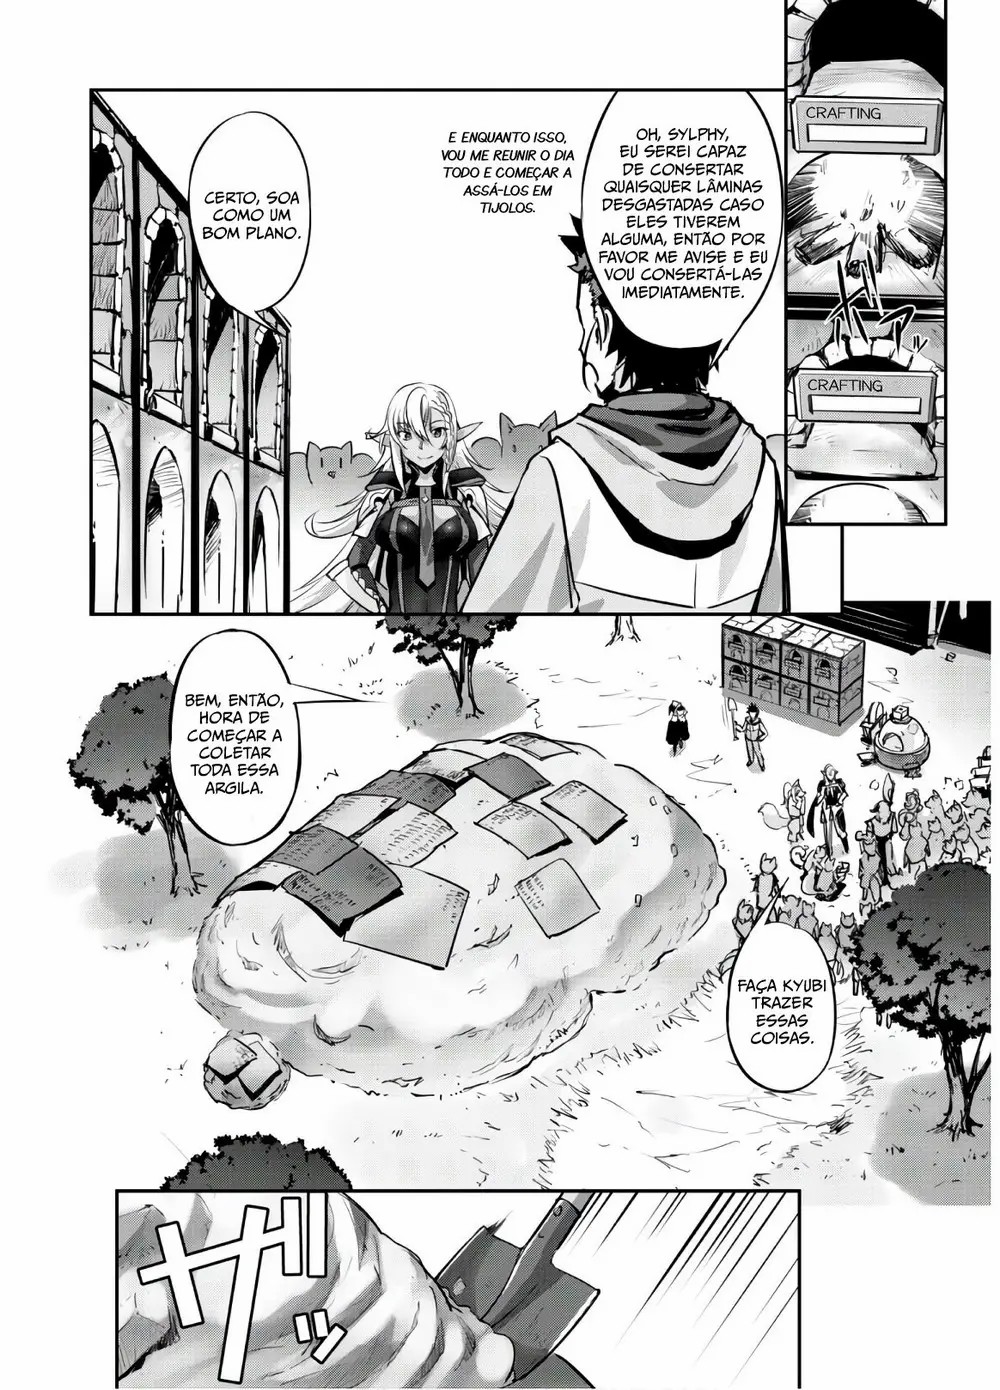 CRAFTING
CRAFTING
OH, SYLPHY,
EU SEREI CAPAZ
DE CONSERTAR
QUAISQUER LÂMINAS
DESGASTADAS CASO
ELES TIVEREM
ALGUMA, ENTÃO POR
FAVOR ME AVISE E EU
VOU CONSERTÁ-LAS
IMEDIATAMENTE.
E ENQUANTO ISSO,
VOU ME REUNIR O DIA
TODO E COMEÇAR A
ASSÁ-LOS EM
TIJOLOS.
CERTO, SOA
COMO UM
BOM PLANO.
BEM, ENTÃO,
HORA DE
COMEÇAR A
COLETAR
TODA ESSA
ARGILA.
FAÇA KYUBI
TRAZER
ESSAS
COISAS.
ザザッ